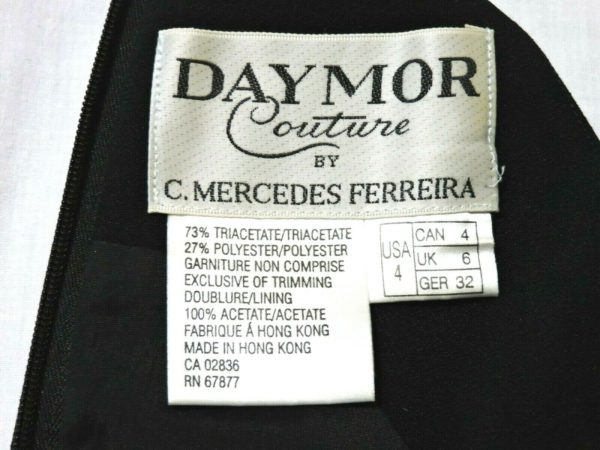 DAYMOR
Couture
BY
C. MERCEDES FERREIRA
73% TRIACETATE/TRIACETATE
27% POLYESTER/POLYESTER
GARNITURE NON COMPRISE
EXCLUSIVE OF TRIMMING
DOUBLURE/LINING
100% ACETATE/ACETATE
FABRIQUE Á HONG KONG
MADE IN HONG KONG
CA 02836
RN 67877
USA 4
CAN 4
UK 6
GER 32